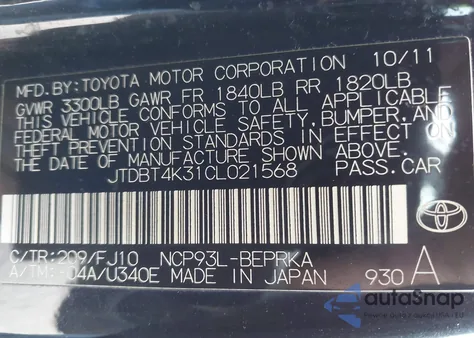 MFD. BY: TOYOTA MOTOR CORPORATION 10/11
GVWR 3300LB GAWR FR 1840LB RR 1820LB
THIS VEHICLE CONFORMS TO ALL APPLICABLE
FEDERAL MOTOR VEHICLE SAFETY, BUMPER, AND
THEFT PREVENTION STANDARDS IN EFFECT ON
THE DATE OF MANUFACTURE SHOWN ABOVE.
JTDBT4K31CL021568 PASS. CAR
TOYOTA
C/TR: 209/FJ10 NCP93L-BEPRKA
A/TM: -04A/U340E MADE IN JAPAN 930 A
autoSnap